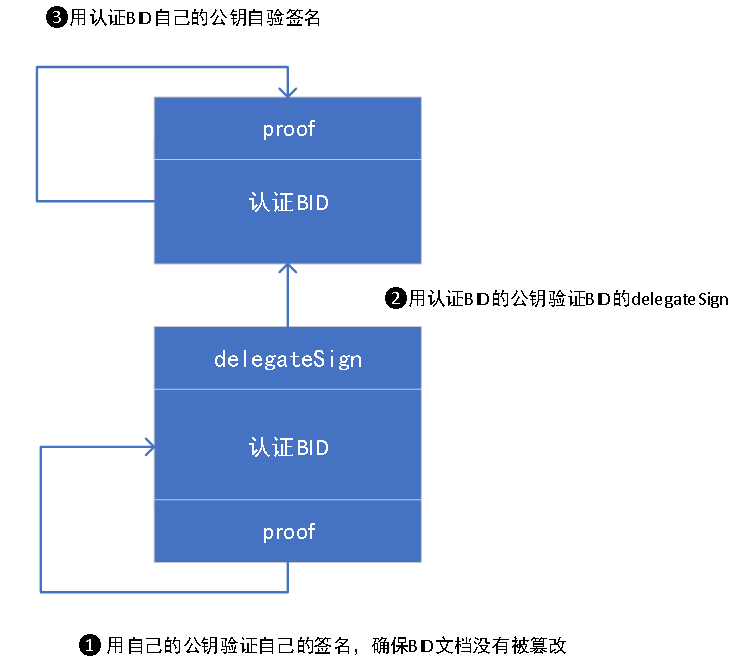 ❸用认证BID自己的公钥自验签名
proof
认证BID
❷用认证BID的公钥验证BID的delegateSign
delegateSign
认证BID
proof
❶ 用自己的公钥验证自己的签名，确保BID文档没有被篡改